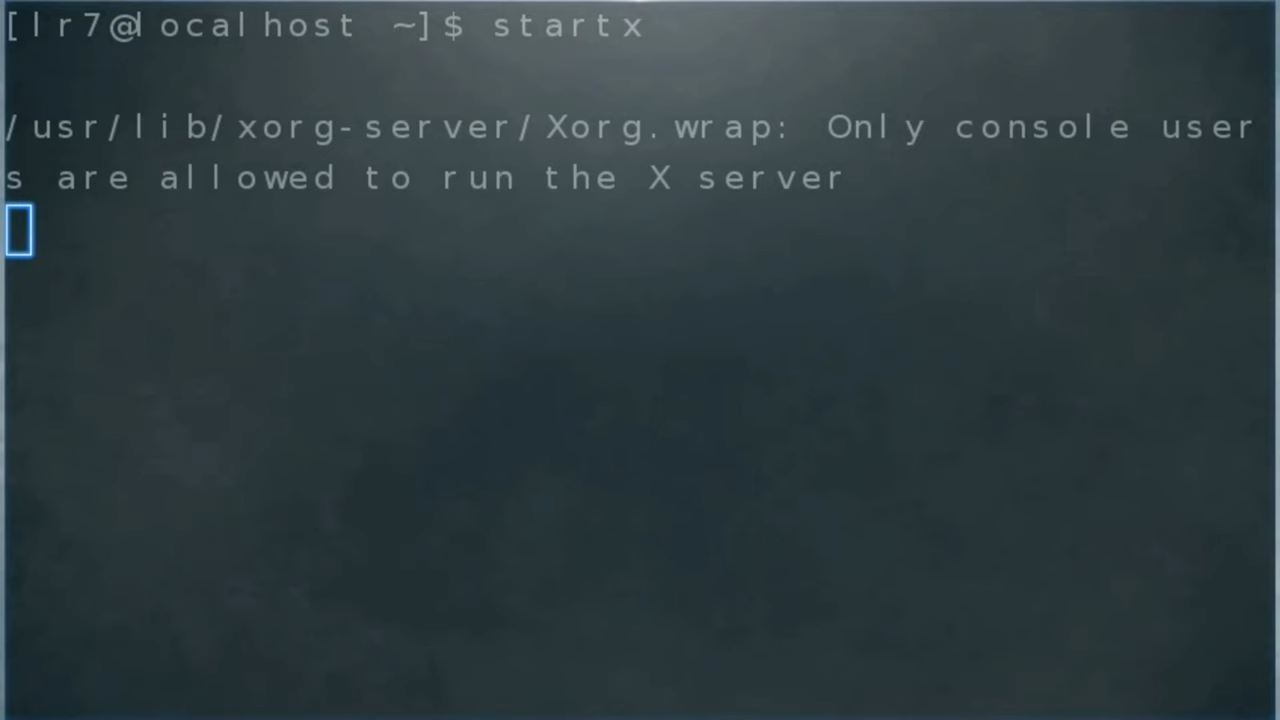 [lr7@localhost ~]$ startx
/usr/lib/xorg-server/Xorg.wrap: Only console user
s are allowed to run the X server